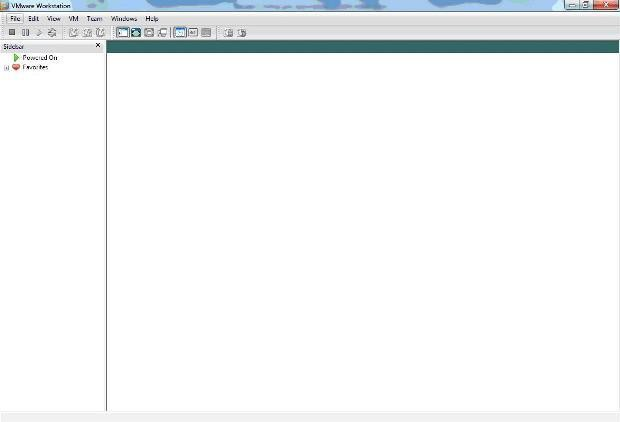 VMware Workstation
File Edit View VM Team Windows Help
Sidebar
Powered On
Favorites